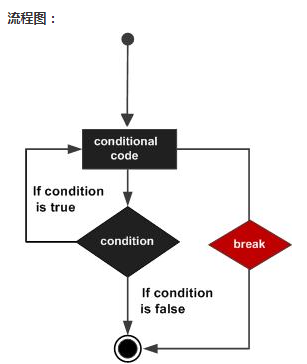 流程图：
conditional
code
If condition
is true
condition
break
If condition
is false